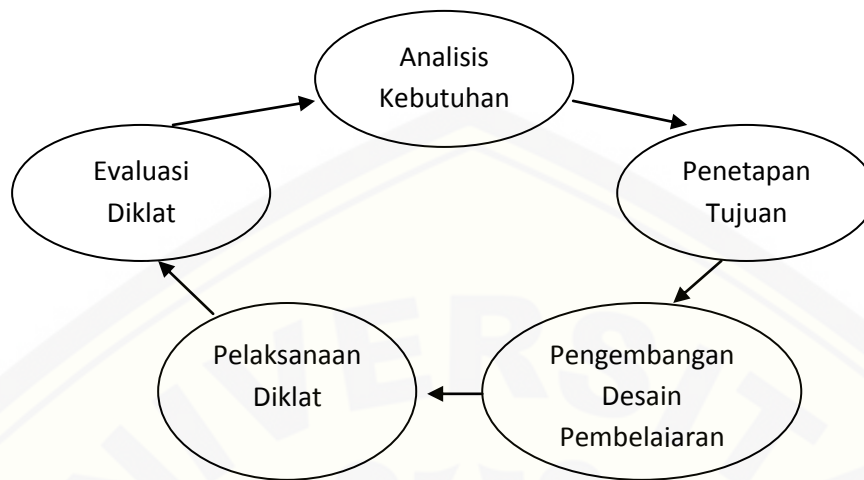 Analisis
Kebutuhan
Penetapan
Tujuan
Pengembangan
Desain
Pembelajaran
Pelaksanaan
Diklat
Evaluasi
Diklat